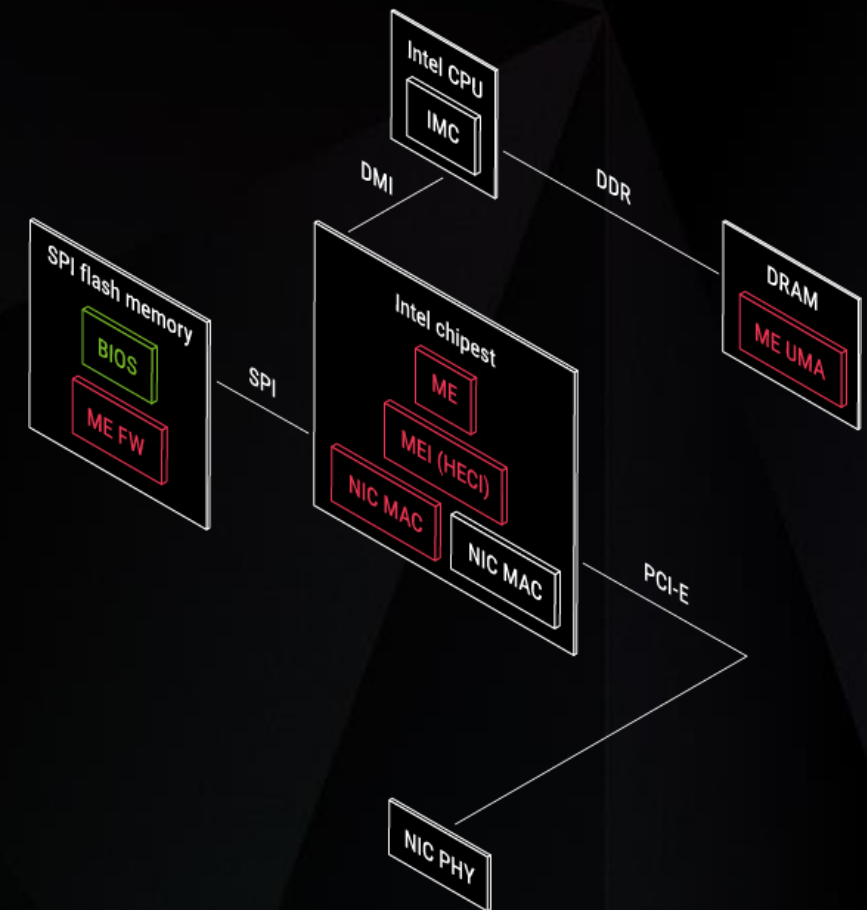 Intel CPU
IMC
DMI
DDR
SPI flash memory
BIOS
ME FW
SPI
Intel chipest
ME
MEI (HECI)
NIC MAC
NIC MAC
DRAM
ME UMA
PCI-E
NIC PHY